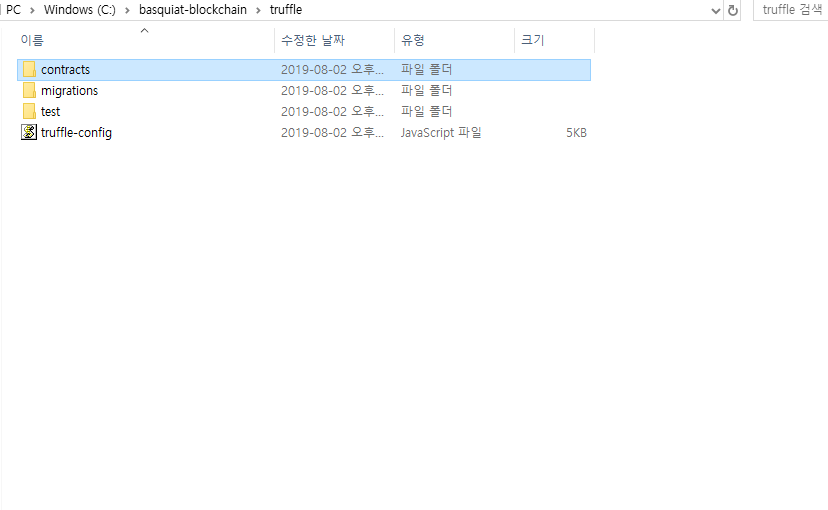 PC > Windows (C:) > basquiat-blockchain > truffle truffle 검색
이름 수정한 날짜 유형 크기
contracts 2019-08-02 오후... 파일 폴더
migrations 2019-08-02 오후... 파일 폴더
test 2019-08-02 오후... 파일 폴더
truffle-config 2019-08-02 오후... JavaScript 파일 5KB